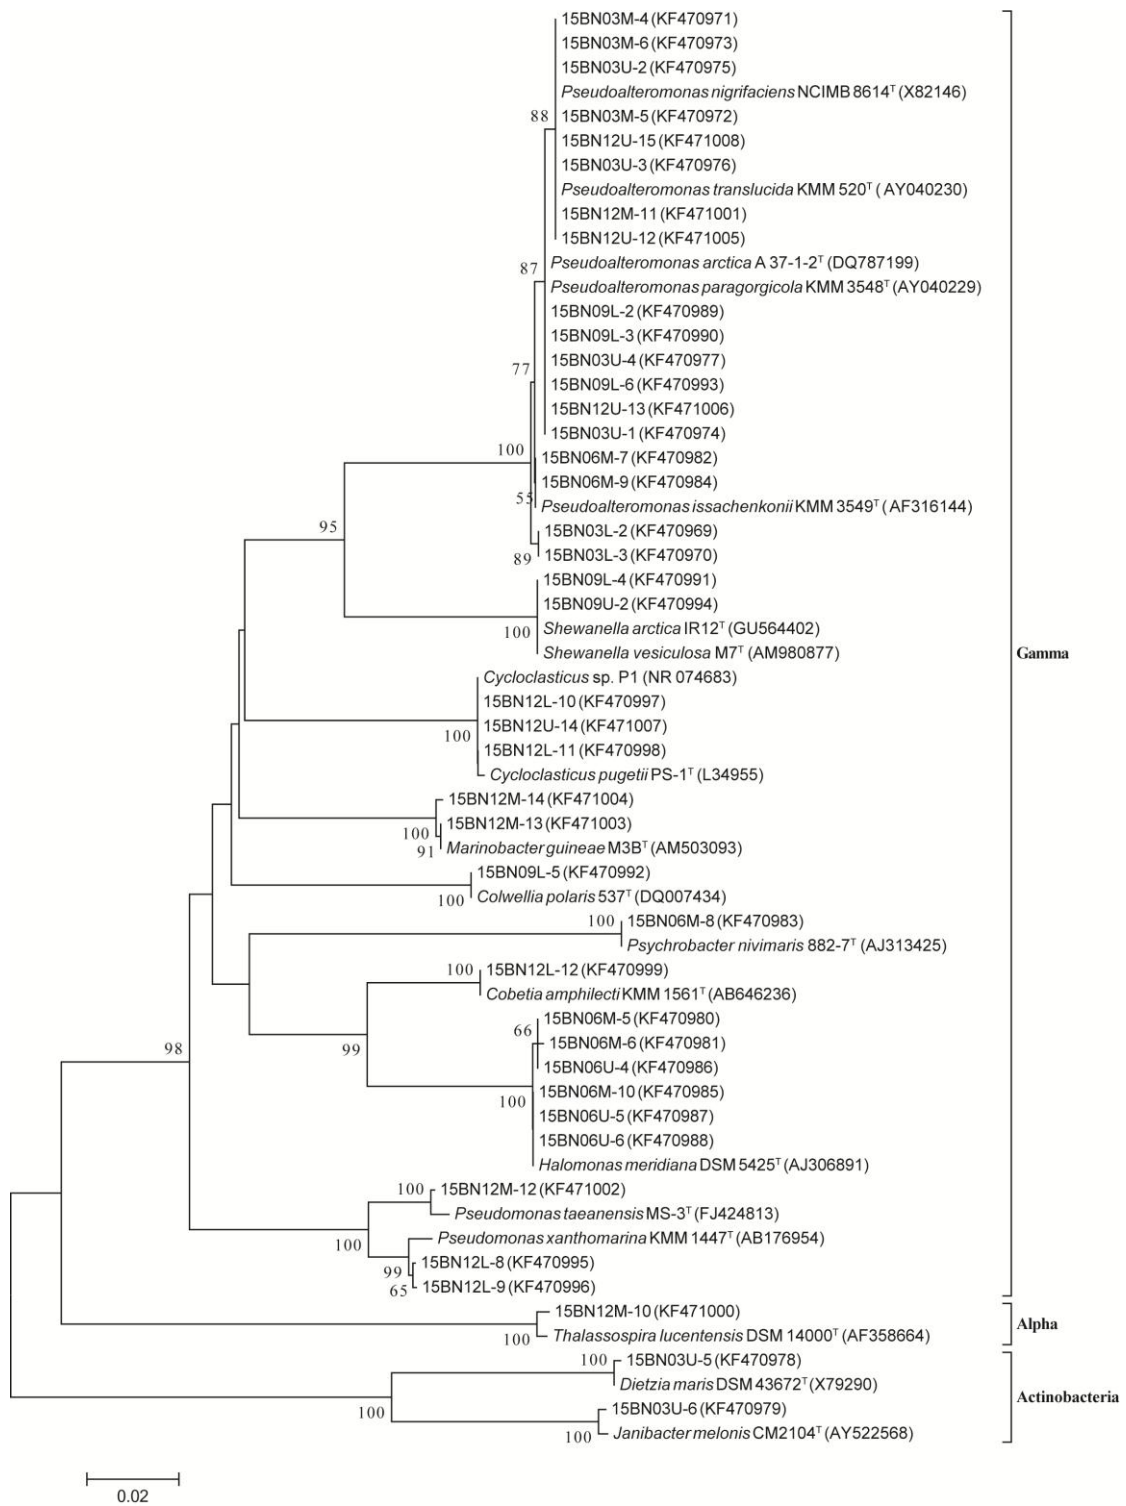 15BN03M-4 (KF470971)
15BN03M-6 (KF470973)
15BN03U-2 (KF470975)
Pseudoalteromonas nigrifaciens NCIMB 8614ᵀ (X82146)
88
15BN03M-5 (KF470972)
15BN12U-15 (KF471008)
15BN03U-3 (KF470976)
Pseudoalteromonas translucida KMM 520ᵀ ( AY040230)
15BN12M-11 (KF471001)
15BN12U-12 (KF471005)
Pseudoalteromonas arctica A 37-1-2ᵀ (DQ787199)
87
Pseudoalteromonas paragorgicola KMM 3548ᵀ (AY040229)
15BN09L-2 (KF470989)
15BN09L-3 (KF470990)
15BN03U-4 (KF470977)
77
15BN09L-6 (KF470993)
15BN12U-13 (KF471006)
15BN03U-1 (KF470974)
100
15BN06M-7 (KF470982)
15BN06M-9 (KF470984)
55
Pseudoalteromonas issachenkonii KMM 3549ᵀ ( AF316144)
95
15BN03L-2 (KF470969)
15BN03L-3 (KF470970)
89
15BN09L-4 (KF470991)
15BN09U-2 (KF470994)
Shewanella arctica IR12ᵀ (GU564402)
100
Shewanella vesiculosa M7ᵀ (AM980877)
Gamma
Cycloclasticus sp. P1 (NR 074683)
15BN12L-10 (KF470997)
15BN12U-14 (KF471007)
100
15BN12L-11 (KF470998)
Cycloclasticus pugetii PS-1ᵀ (L34955)
15BN12M-14 (KF471004)
15BN12M-13 (KF471003)
100
91
Marinobacter guineae M3Bᵀ (AM503093)
15BN09L-5 (KF470992)
100
Colwellia polaris 537ᵀ (DQ007434)
100
15BN06M-8 (KF470983)
Psychrobacter nivimaris 882-7ᵀ (AJ313425)
100
15BN12L-12 (KF470999)
Cobetia amphilecti KMM 1561ᵀ (AB646236)
15BN06M-5 (KF470980)
66
15BN06M-6 (KF470981)
98
99
15BN06U-4 (KF470986)
15BN06M-10 (KF470985)
100
15BN06U-5 (KF470987)
15BN06U-6 (KF470988)
Halomonas meridiana DSM 5425ᵀ (AJ306891)
100
15BN12M-12 (KF471002)
Pseudomonas taeanensis MS-3ᵀ (FJ424813)
100
Pseudomonas xanthomarina KMM 1447ᵀ (AB176954)
15BN12L-8 (KF470995)
99
65
15BN12L-9 (KF470996)
15BN12M-10 (KF471000)
Alpha
100
Thalassospira lucentensis DSM 14000ᵀ (AF358664)
100
15BN03U-5 (KF470978)
Dietzia maris DSM 43672ᵀ (X79290)
Actinobacteria
100
15BN03U-6 (KF470979)
100
Janibacter melonis CM2104ᵀ (AY522568)
0.02